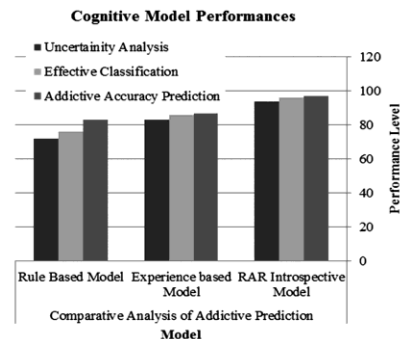 Cognitive Model Performances
Uncertainity Analysis
Effective Classification
Addictive Accuracy Prediction
120
100
80
60
40
20
0
Performance Level
Rule Based Model Experience based RAR Introspective
Model Model
Comparative Analysis of Addictive Prediction
Model